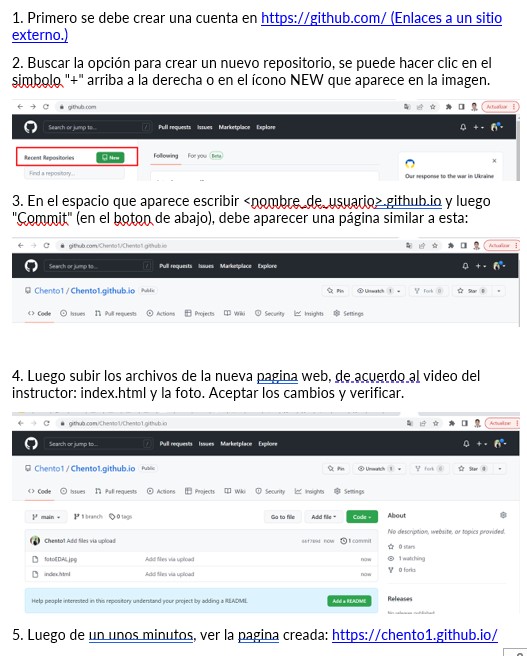 1. Primero se debe crear una cuenta en https://github.com/ (Enlaces a un sitio
externo.)
2. Buscar la opción para crear un nuevo repositorio, se puede hacer clic en el
simbolo "+" arriba a la derecha o en el ícono NEW que aparece en la imagen.
github.com
Actualizar
Search or jump to...
/
Pull requests Issues Marketplace Explore
Recent Repositories
New
Following For you Beta
Find a repository...
Our response to the war in Ukraine
3. En el espacio que aparece escribir <nombre_de_usuario>.github.io y luego
"Commit" (en el boton de abajo), debe aparecer una página similar a esta:
github.com/Chento1/Chento1.github.io
Actualizar
Search or jump to...
/
Pull requests Issues Marketplace Explore
Chento1 / Chento1.github.io Public
Pin Unwatch 1 Fork 0 Star 0
Code Issues Pull requests Actions Projects Wiki Security Insights Settings
4. Luego subir los archivos de la nueva pagina web, de acuerdo al video del
instructor: index.html y la foto. Aceptar los cambios y verificar.
github.com/Chento1/Chento1.github.io
Actualizar
Search or jump to...
/
Pull requests Issues Marketplace Explore
Chento1 / Chento1.github.io Public
Pin Unwatch 1 Fork 0 Star 0
Code Issues Pull requests Actions Projects Wiki Security Insights Settings
main 1 branch 0 tags Go to file Add file Code
About
No description, website, or topics provided.
Chento1 Add files via upload now 1 commit
0 stars
fotoEDAL.jpg Add files via upload now
1 watching
index.html Add files via upload now
0 forks
Help people interested in this repository understand your project by adding a README.
Add a README
Releases
5. Luego de un unos minutos, ver la pagina creada: https://chento1.github.io/